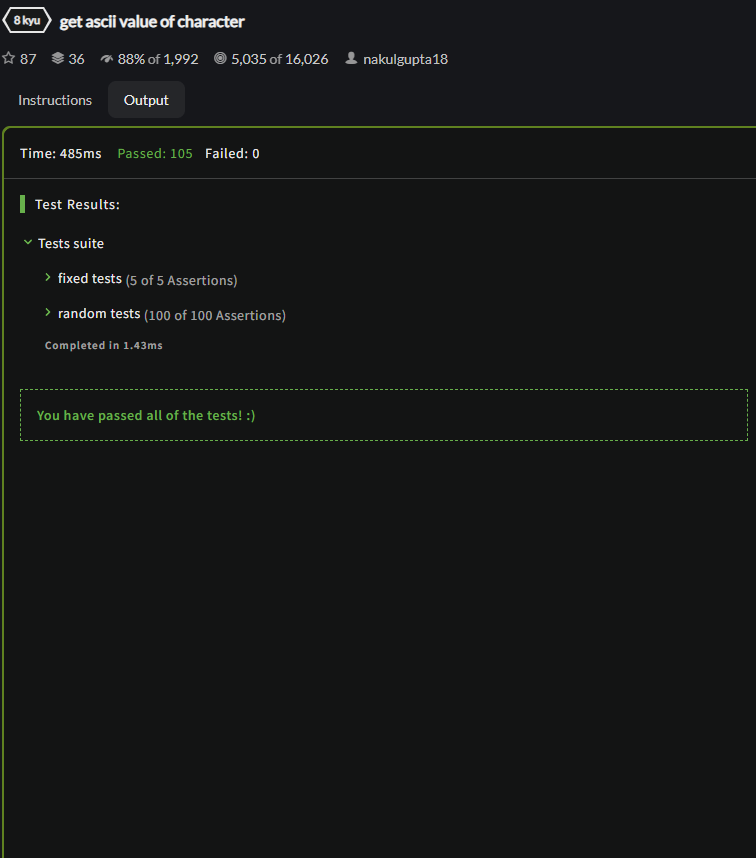 8 kyu get ascii value of character
87 36 88% of 1,992 5,035 of 16,026 nakulgupta18
Instructions Output
Time: 485ms Passed: 105 Failed: 0
Test Results:
Tests suite
fixed tests (5 of 5 Assertions)
random tests (100 of 100 Assertions)
Completed in 1.43ms
You have passed all of the tests! :)